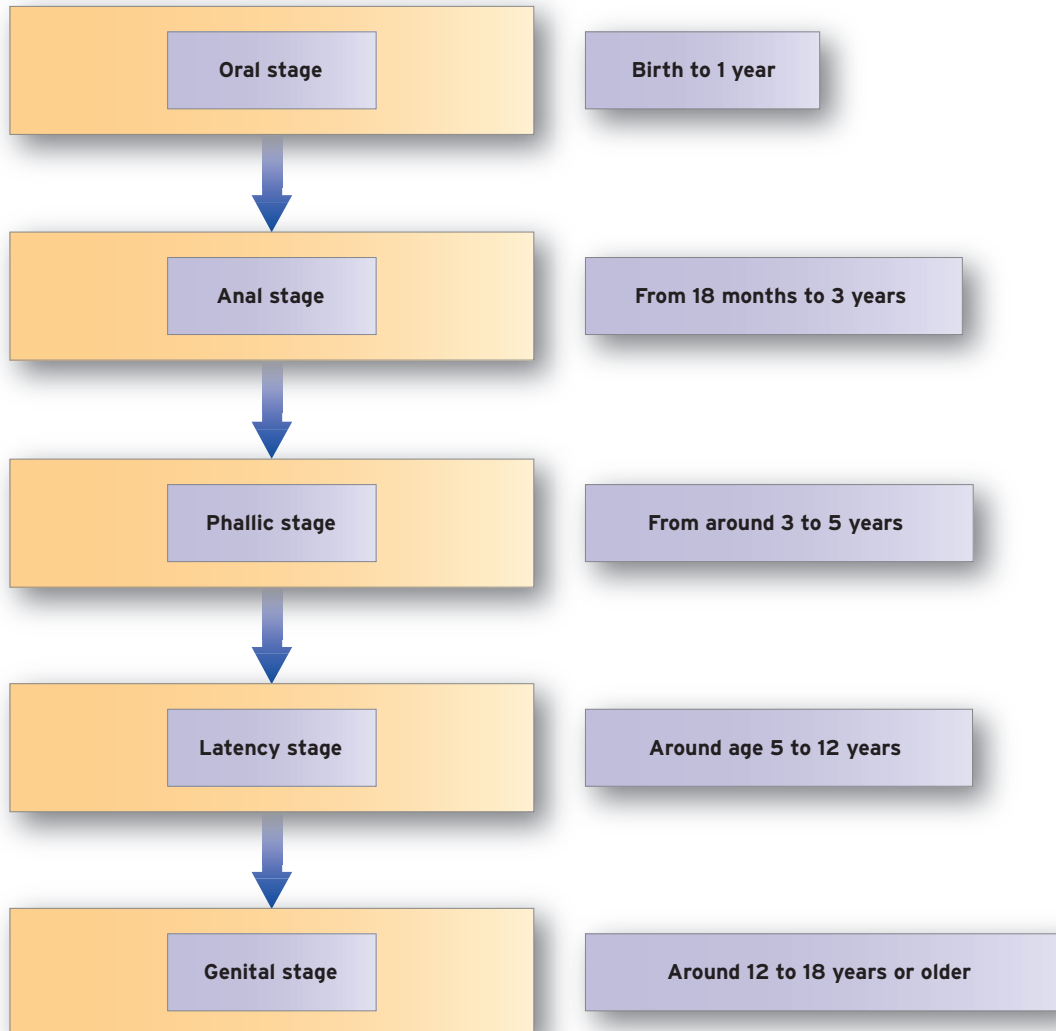 Oral stage
Birth to 1 year
Anal stage
From 18 months to 3 years
Phallic stage
From around 3 to 5 years
Latency stage
Around age 5 to 12 years
Genital stage
Around 12 to 18 years or older